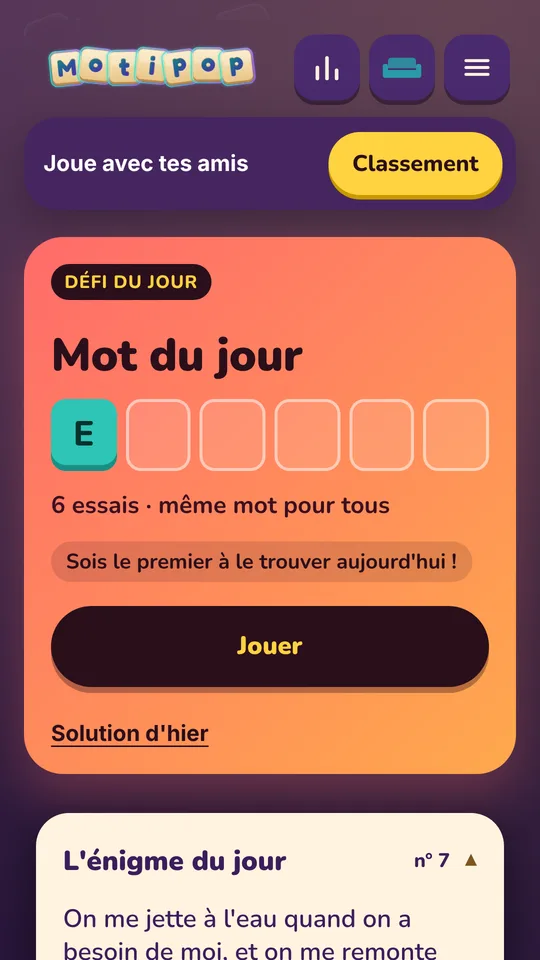 Motipop
Joue avec tes amis
Classement
DÉFI DU JOUR
Mot du jour
E
6 essais · même mot pour tous
Sois le premier à le trouver aujourd'hui !
Jouer
Solution d'hier
L'énigme du jour
n° 7 ▲
On me jette à l'eau quand on a
besoin de moi, et on me remonte